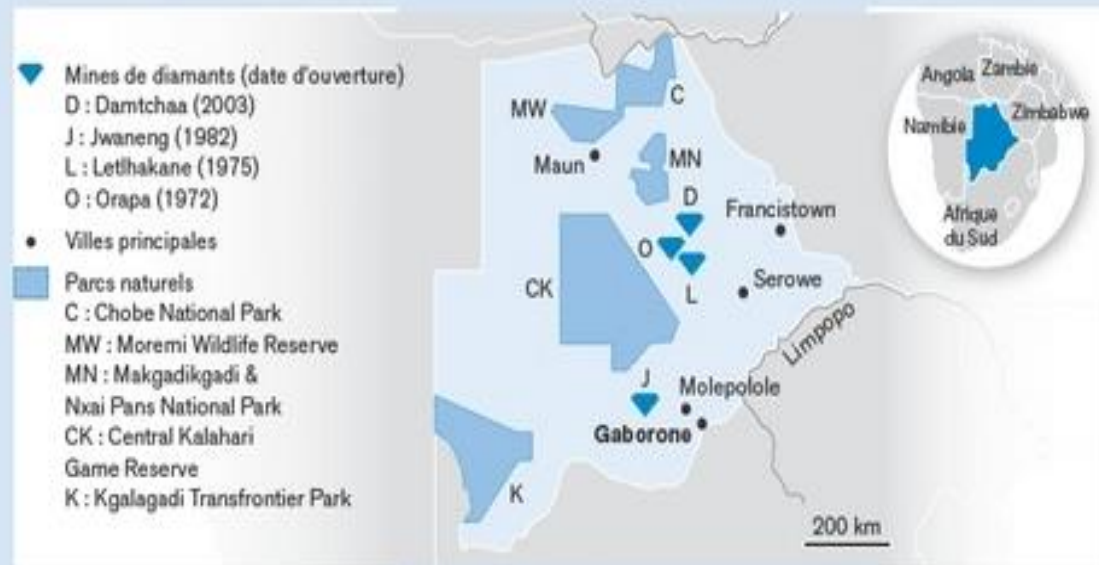 Mines de diamants (date d'ouverture)
D : Damtchaa (2003)
J : Jwaneng (1982)
L : Letlhakane (1975)
O : Orapa (1972)
Villes principales
Parcs naturels
C : Chobe National Park
MW : Moremi Wildlife Reserve
MN : Makgadikgadi &
Nxai Pans National Park
CK : Central Kalahari
Game Reserve
K : Kgalagadi Transfrontier Park
C
MW
Maun
MN
D
Francistown
O
CK
L
Serowe
Limpopo
J
Molepolole
Gaborone
K
200 km
Angola
Zambie
Namibie
Zimbabwe
Afrique
du Sud